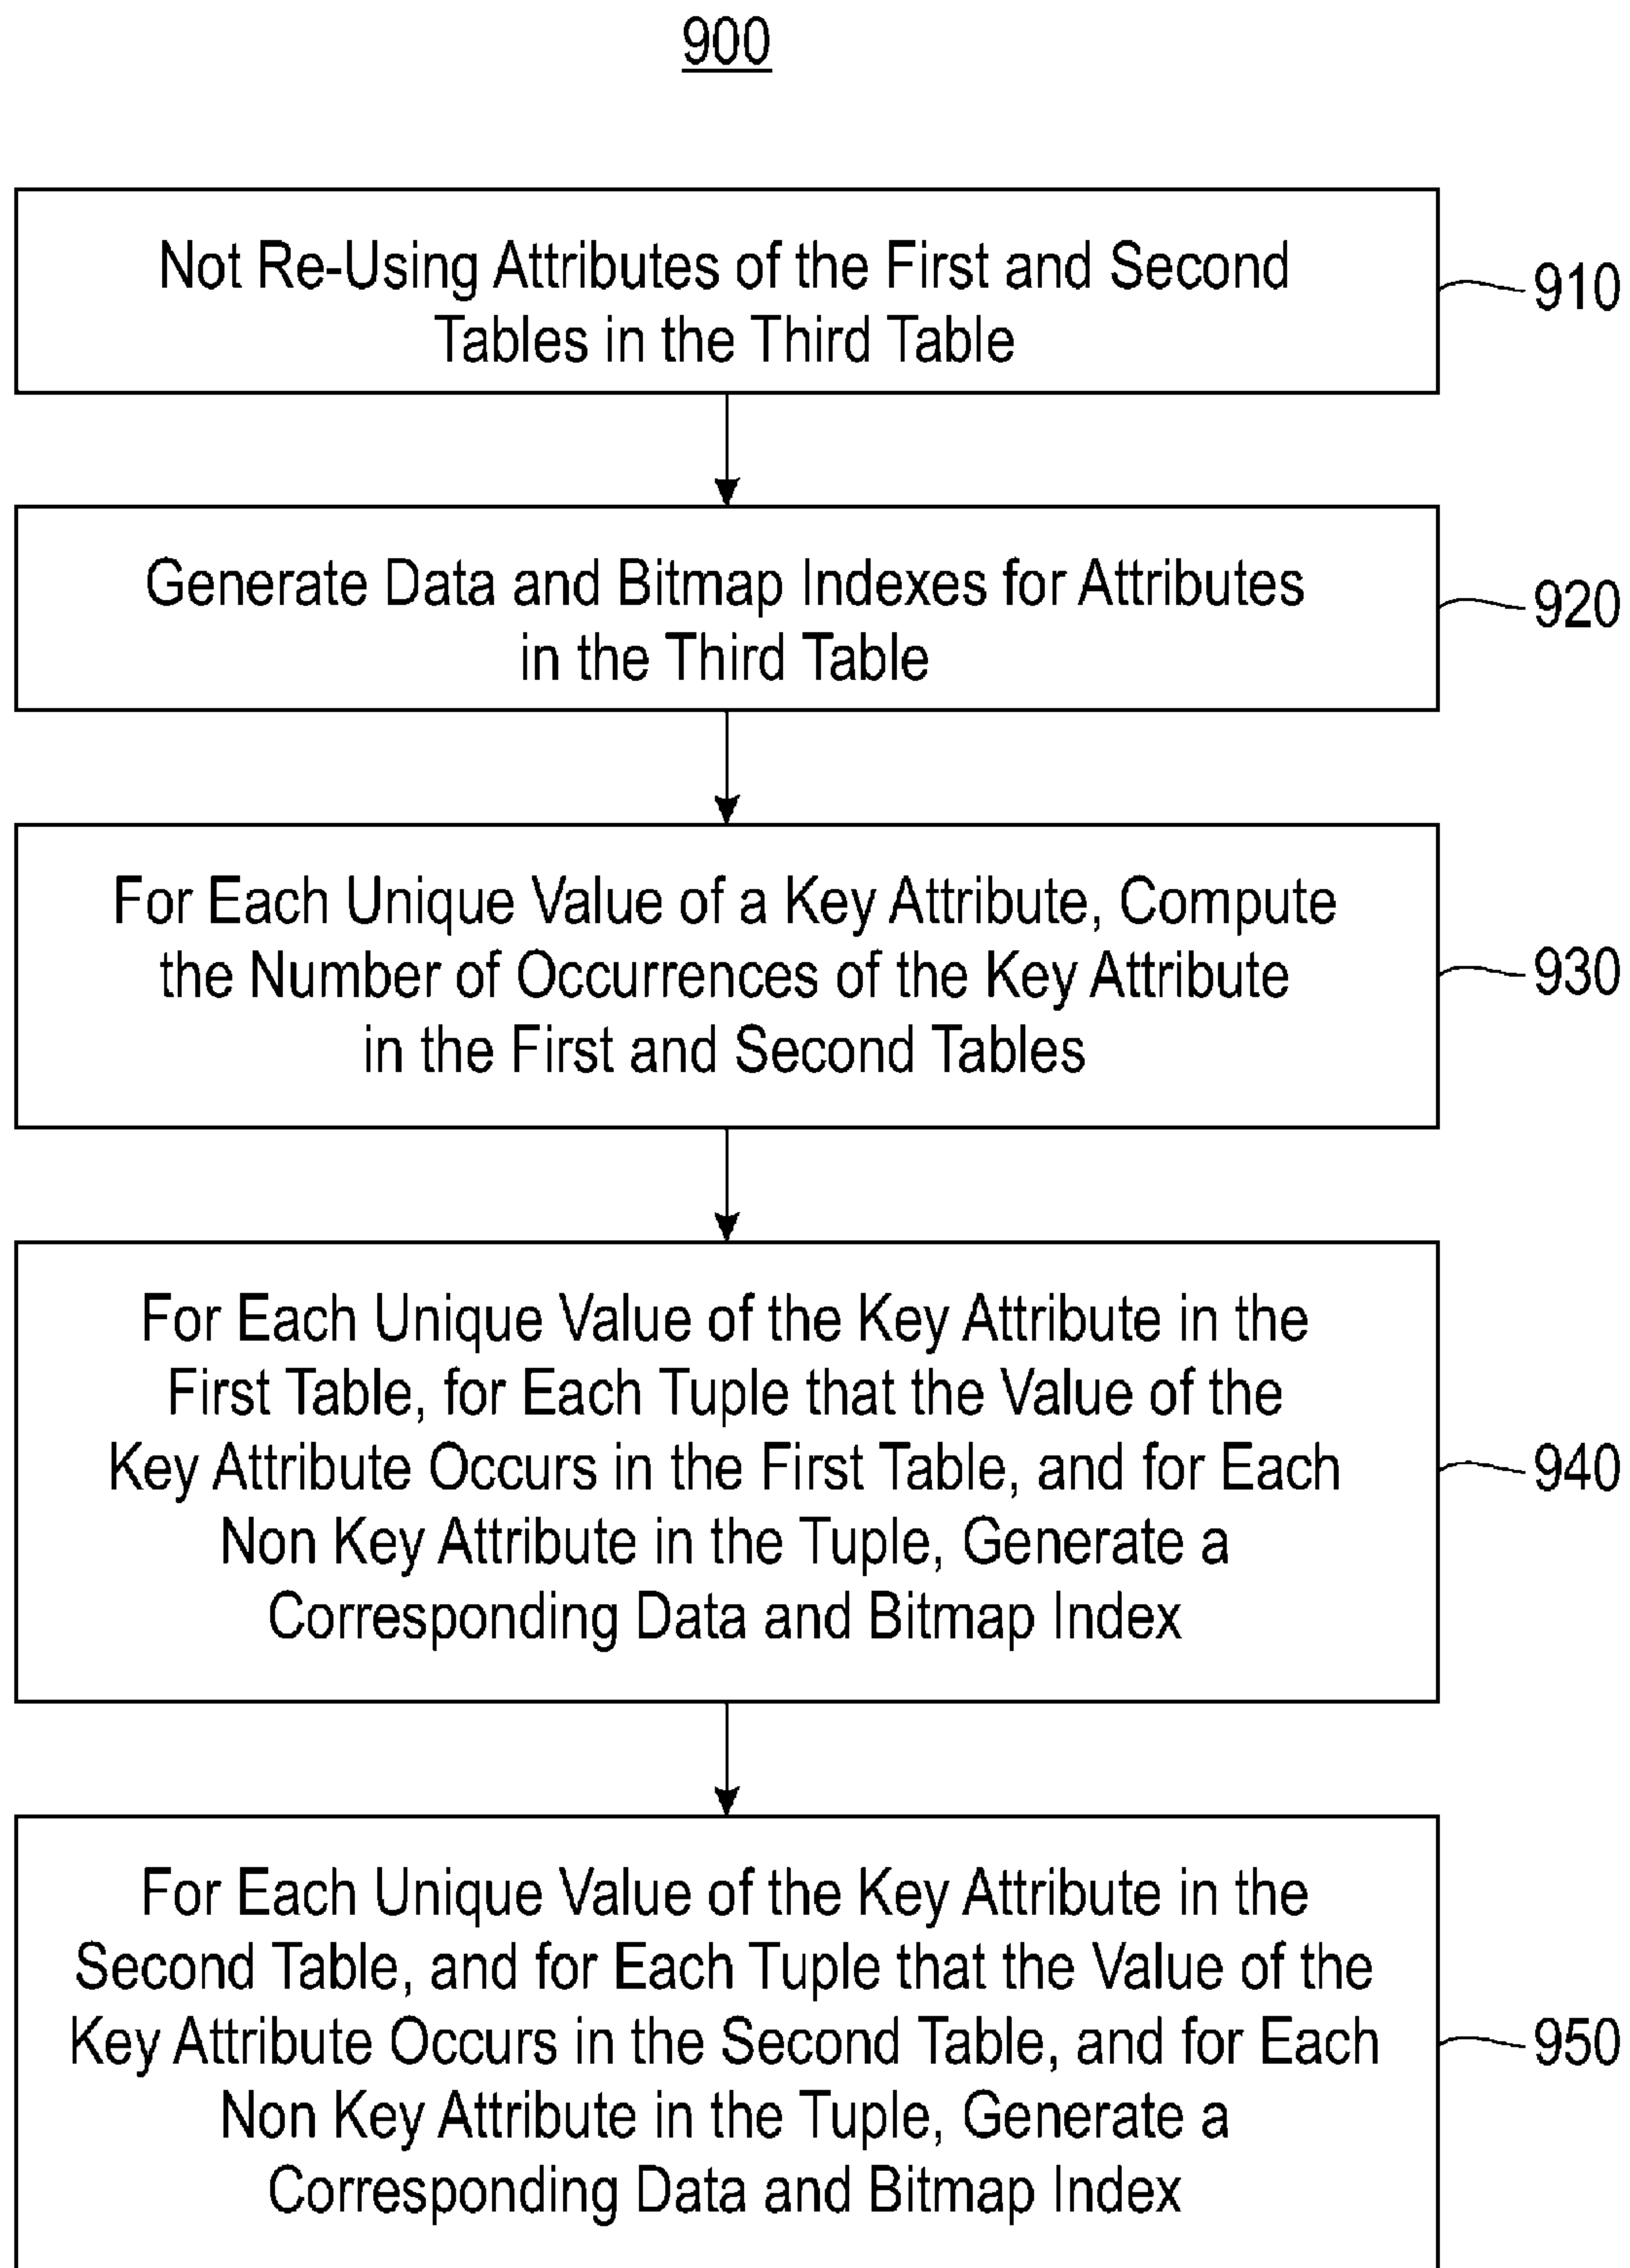 900
Not Re-Using Attributes of the First and Second
Tables in the Third Table
910
Generate Data and Bitmap Indexes for Attributes
in the Third Table
920
For Each Unique Value of a Key Attribute, Compute
the Number of Occurrences of the Key Attribute
in the First and Second Tables
930
For Each Unique Value of the Key Attribute in the
First Table, for Each Tuple that the Value of the
Key Attribute Occurs in the First Table, and for Each
Non Key Attribute in the Tuple, Generate a
Corresponding Data and Bitmap Index
940
For Each Unique Value of the Key Attribute in the
Second Table, and for Each Tuple that the Value of the
Key Attribute Occurs in the Second Table, and for Each
Non Key Attribute in the Tuple, Generate a
Corresponding Data and Bitmap Index
950